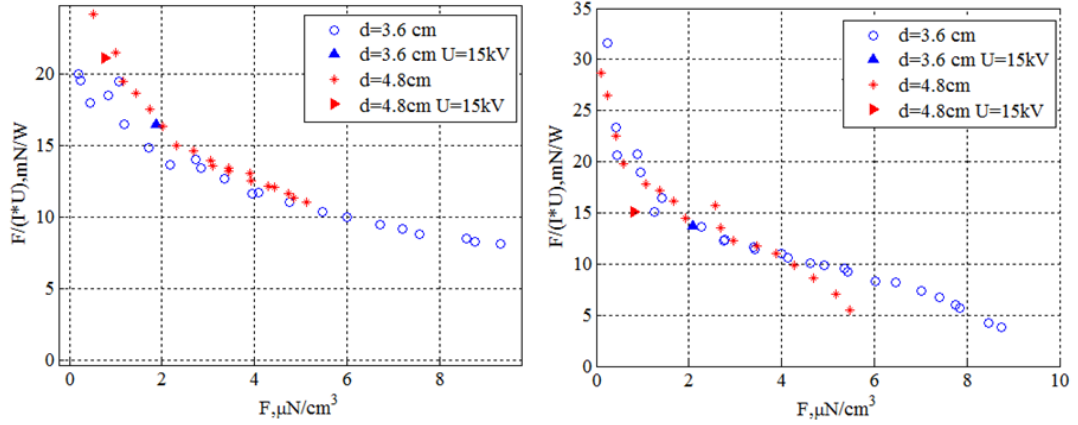 d=3.6 cm
d=3.6 cm U=15kV
d=4.8cm
d=4.8cm U=15kV
F/(I*U),mN/W
20
15
10
5
0
0 2 4 6 8
F,μN/cm³
d=3.6 cm
d=3.6 cm U=15kV
d=4.8cm
d=4.8cm U=15kV
F/(I*U),mN/W
35
30
25
20
15
10
5
0
0 2 4 6 8 10
F,μN/cm³